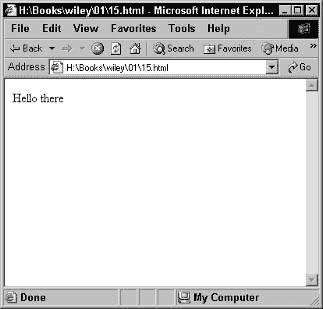 H:\Books\wiley\01\15.html - Microsoft Internet Expl...
File Edit View Favorites Tools Help
Back Search Favorites Media »
Address H:\Books\wiley\01\15.html Go
Hello there
Done My Computer